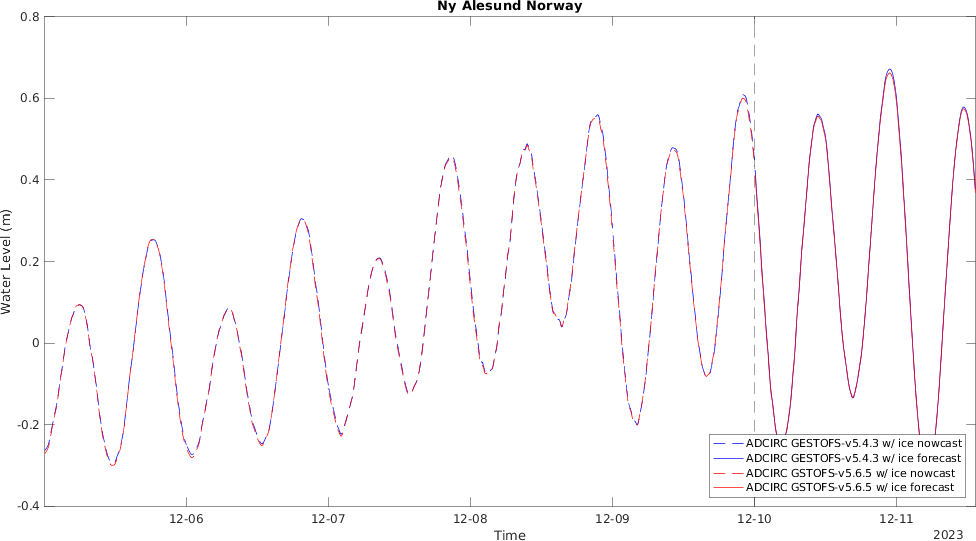 Ny Alesund Norway
0.8
0.6
0.4
0.2
0
-0.2
-0.4
Water Level (m)
ADCIRC GESTOFS-v5.4.3 w/ ice nowcast
ADCIRC GESTOFS-v5.4.3 w/ ice forecast
ADCIRC GSTOFS-v5.6.5 w/ ice nowcast
ADCIRC GSTOFS-v5.6.5 w/ ice forecast
12-06 12-07 12-08 12-09 12-10 12-11
Time
2023